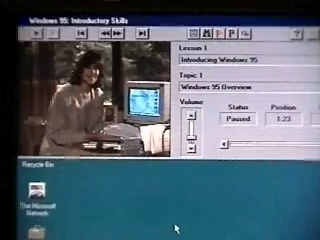 Windows 95: Introductory Skills
P
?
Lesson 1
Introducing Windows 95
Topic 1
Windows 95 Overview
Volume
Status
Position
Paused
1:23
Recycle Bin
The Microsoft
Network